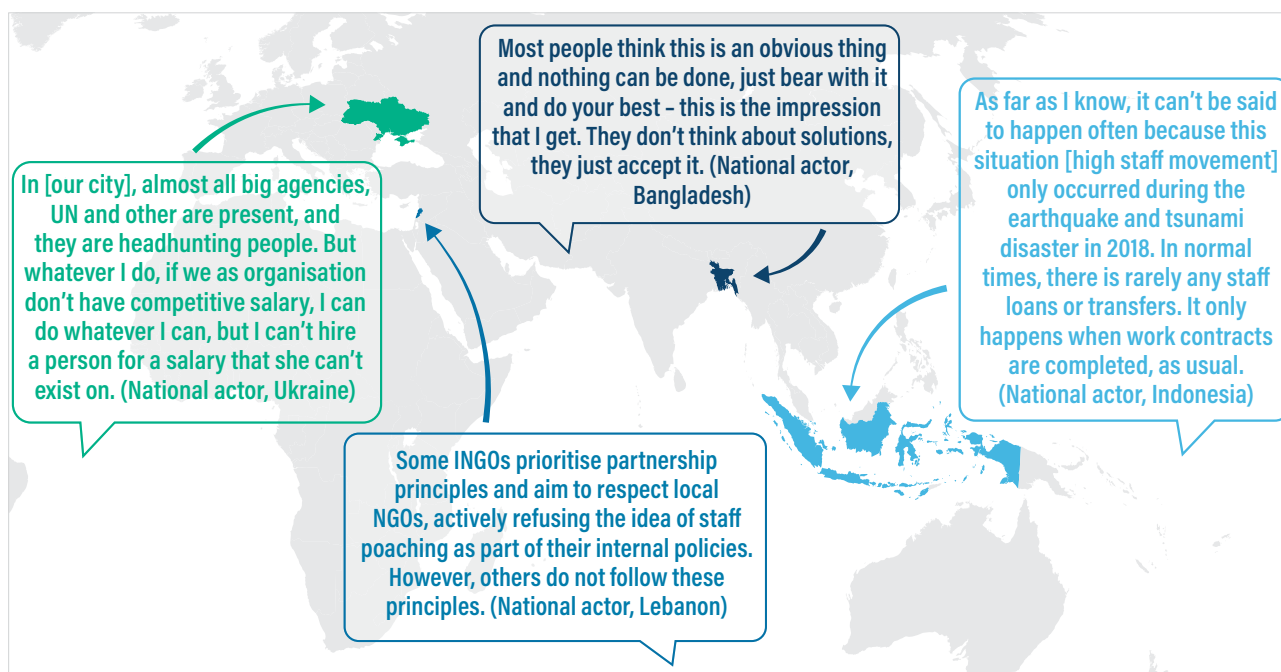 Most people think this is an obvious thing
and nothing can be done, just bear with it
and do your best – this is the impression
that I get. They don’t think about solutions,
they just accept it. (National actor,
Bangladesh)
As far as I know, it can’t be said
to happen often because this
situation [high staff movement]
only occurred during the
earthquake and tsunami
disaster in 2018. In normal
times, there is rarely any staff
loans or transfers. It only
happens when work contracts
are completed, as usual.
(National actor, Indonesia)
In [our city], almost all big agencies,
UN and other are present, and
they are headhunting people. But
whatever I do, if we as organisation
don’t have competitive salary, I can
do whatever I can, but I can’t hire
a person for a salary that she can’t
exist on. (National actor, Ukraine)
Some INGOs prioritise partnership
principles and aim to respect local
NGOs, actively refusing the idea of staff
poaching as part of their internal policies.
However, others do not follow these
principles. (National actor, Lebanon)